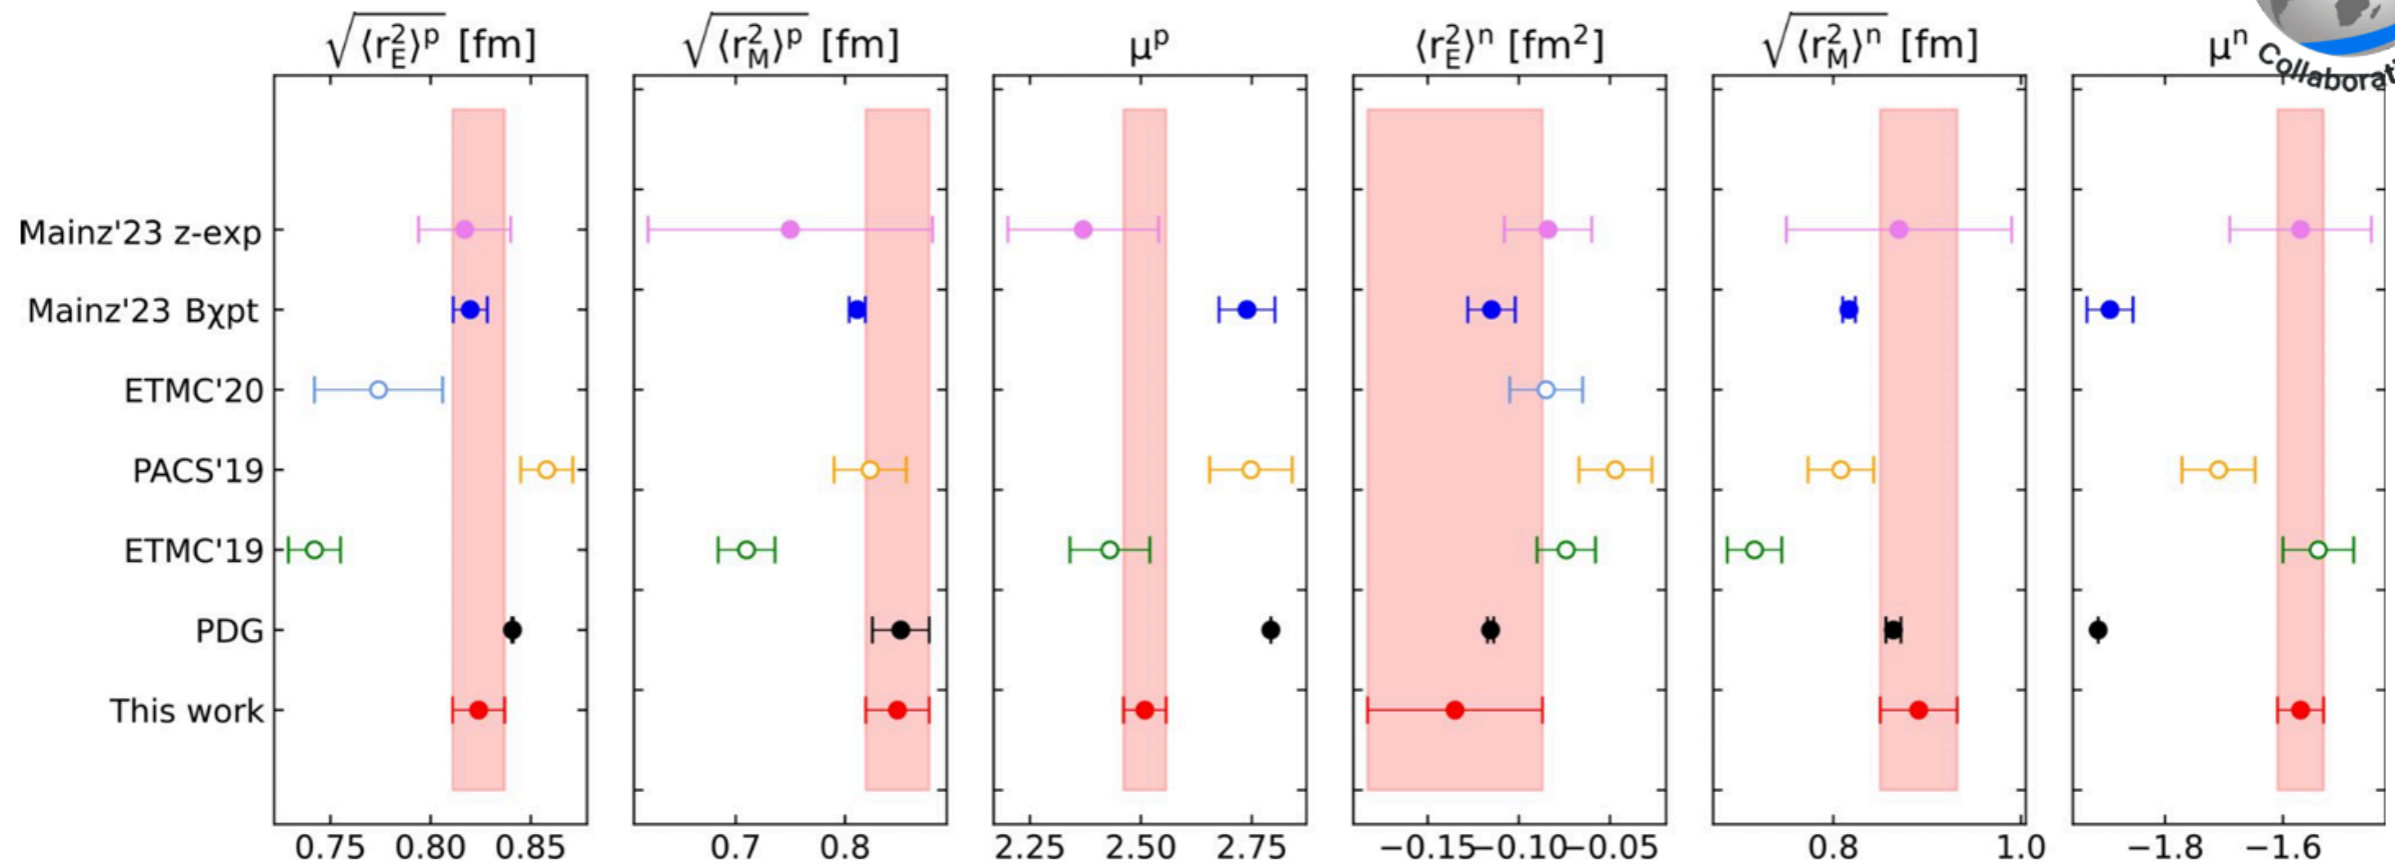 √⟨r²_E⟩ᵖ [fm]
√⟨r²_M⟩ᵖ [fm]
μᵖ
⟨r²_E⟩ⁿ [fm²]
√⟨r²_M⟩ⁿ [fm]
μⁿ
Mainz'23 z-exp
Mainz'23 Bχpt
ETMC'20
PACS'19
ETMC'19
PDG
This work
0.75 0.80 0.85
0.7 0.8
2.25 2.50 2.75
−0.15 −0.10 −0.05
0.8 1.0
−1.8 −1.6